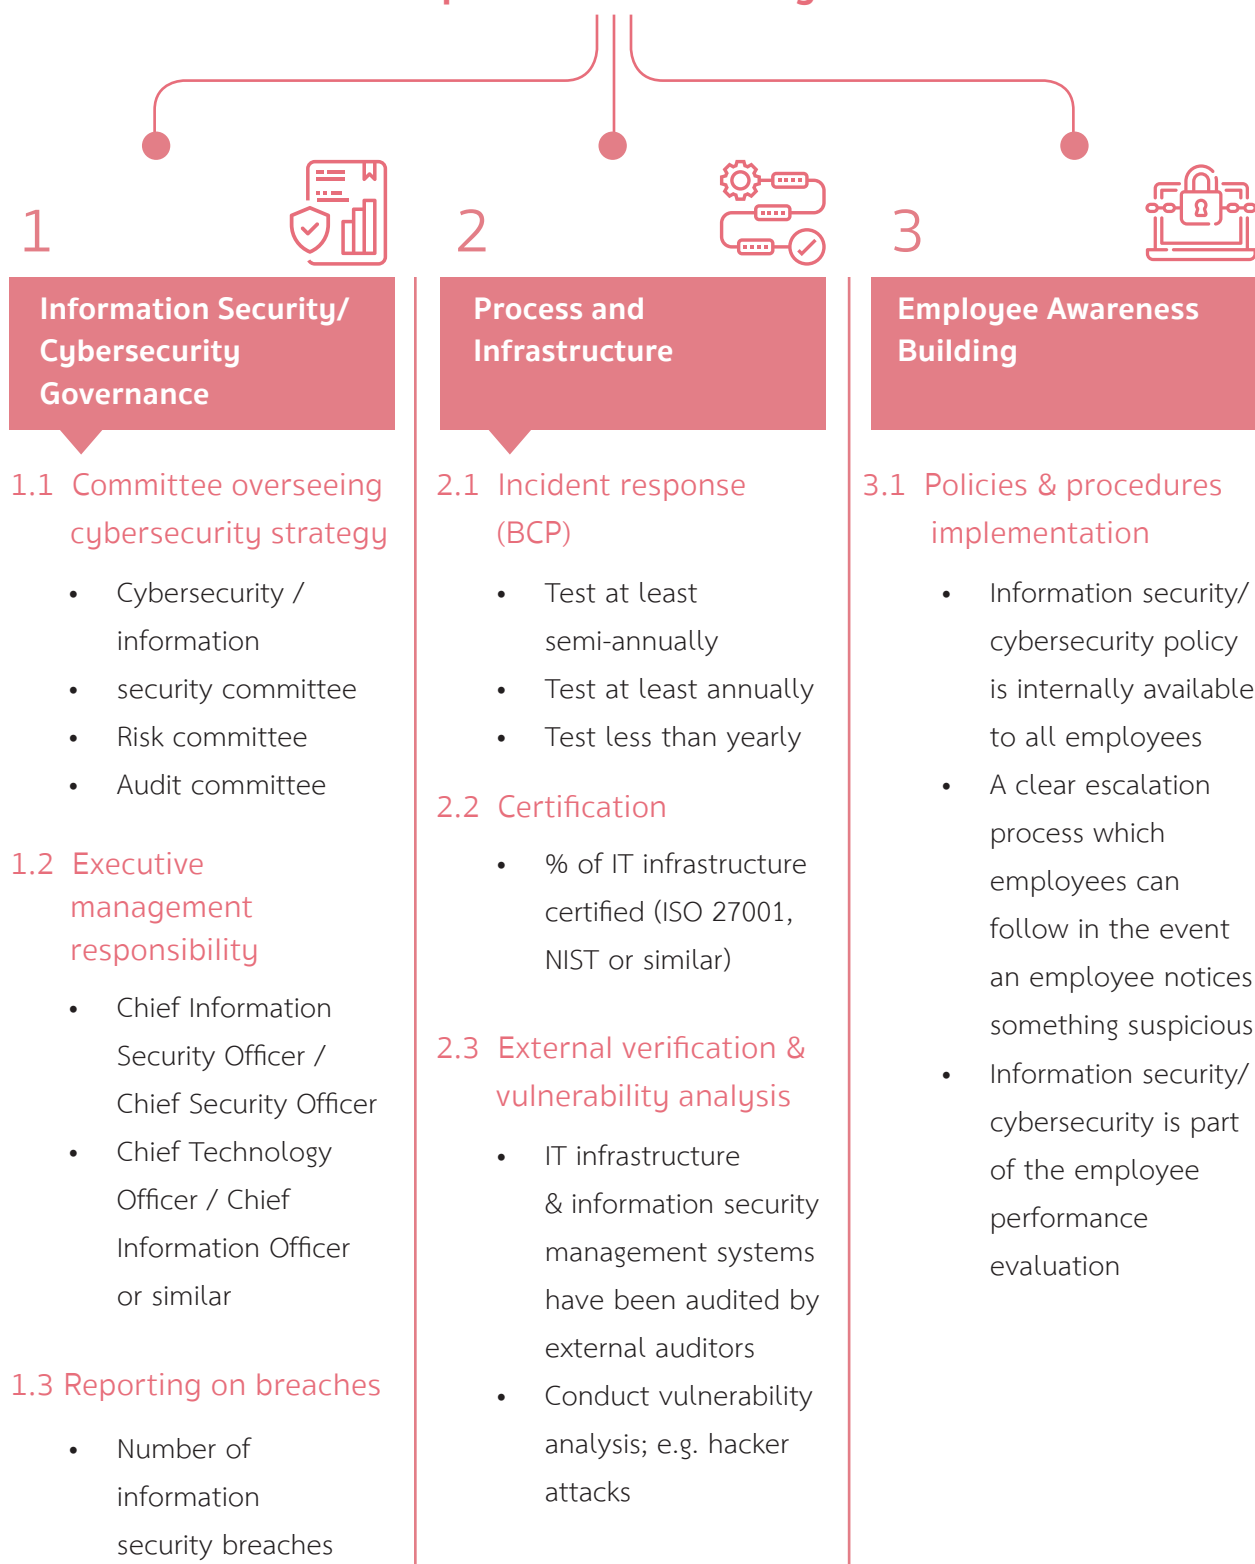 1
Information Security/
Cybersecurity
Governance
1.1 Committee overseeing
cybersecurity strategy
• Cybersecurity /
information
• security committee
• Risk committee
• Audit committee
1.2 Executive
management
responsibility
• Chief Information
Security Officer /
Chief Security Officer
• Chief Technology
Officer / Chief
Information Officer
or similar
1.3 Reporting on breaches
• Number of
information
security breaches
2
Process and
Infrastructure
2.1 Incident response
(BCP)
• Test at least
semi-annually
• Test at least annually
• Test less than yearly
2.2 Certification
• % of IT infrastructure
certified (ISO 27001,
NIST or similar)
2.3 External verification &
vulnerability analysis
• IT infrastructure
& information security
management systems
have been audited by
external auditors
• Conduct vulnerability
analysis; e.g. hacker
attacks
3
Employee Awareness
Building
3.1 Policies & procedures
implementation
• Information security/
cybersecurity policy
is internally available
to all employees
• A clear escalation
process which
employees can
follow in the event
an employee notices
something suspicious
• Information security/
cybersecurity is part
of the employee
performance
evaluation